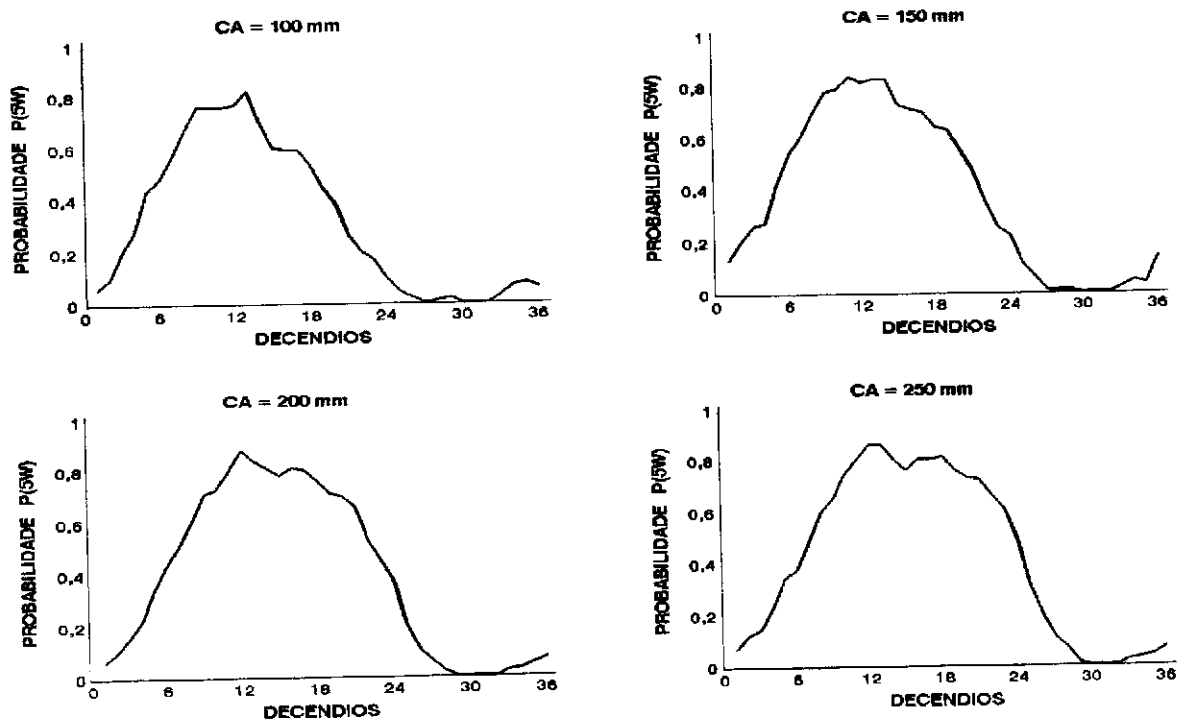 CA = 100 mm
PROBABILIDADE P(5W)
1
0,8
0,6
0,4
0,2
0
0 6 12 18 24 30 36
DECENDIOS
CA = 150 mm
PROBABILIDADE P(5W)
1
0,8
0,6
0,4
0,2
0
0 6 12 18 24 30 36
DECENDIOS
CA = 200 mm
PROBABILIDADE P(5W)
1
0,8
0,6
0,4
0,2
0
0 6 12 18 24 30 36
DECENDIOS
CA = 250 mm
PROBABILIDADE P(5W)
1
0,8
0,6
0,4
0,2
0
0 6 12 18 24 30 36
DECENDIOS